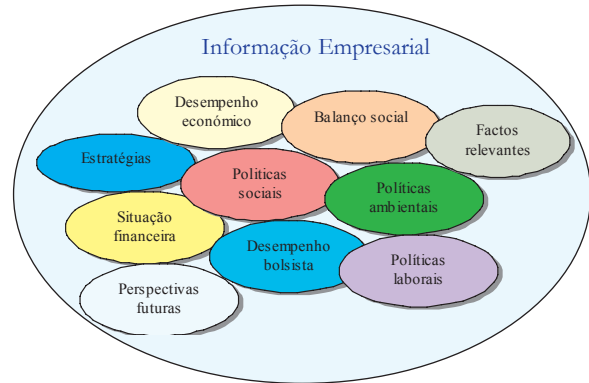 Informação Empresarial
Desempenho
económico
Balanço social
Factos
relevantes
Estratégias
Politicas
sociais
Políticas
ambientais
Situação
financeira
Desempenho
bolsista
Políticas
laborais
Perspectivas
futuras